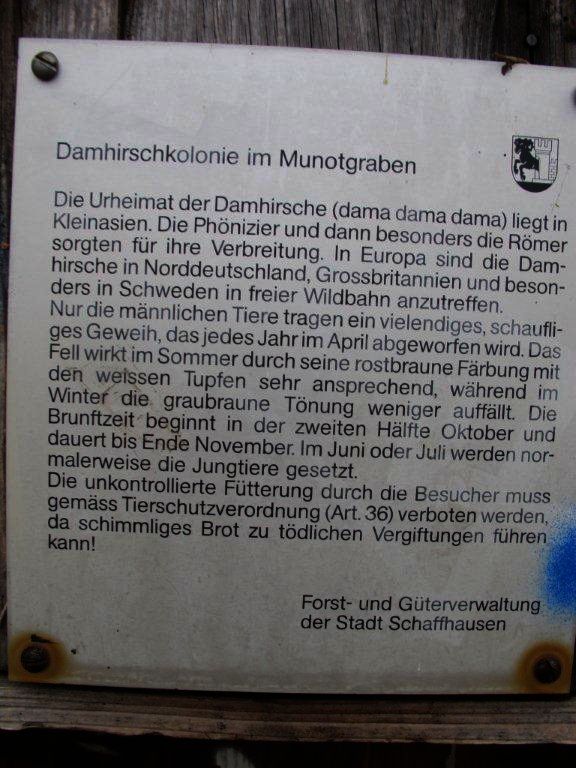 Damhirschkolonie im Munotgraben
Die Urheimat der Damhirsche (dama dama dama) liegt in
Kleinasien. Die Phönizier und dann besonders die Römer
sorgten für ihre Verbreitung. In Europa sind die Dam-
hirsche in Norddeutschland, Grossbritannien und beson-
ders in Schweden in freier Wildbahn anzutreffen.
Nur die männlichen Tiere tragen ein vielendiges, schaufli-
ges Geweih, das jedes Jahr im April abgeworfen wird. Das
Fell wirkt im Sommer durch seine rostbraune Färbung mit
den weissen Tupfen sehr ansprechend, während im
Winter die graubraune Tönung weniger auffällt. Die
Brunftzeit beginnt in der zweiten Hälfte Oktober und
dauert bis Ende November. Im Juni oder Juli werden nor-
malerweise die Jungtiere gesetzt.
Die unkontrollierte Fütterung durch die Besucher muss
gemäss Tierschutzverordnung (Art. 36) verboten werden,
da schimmliges Brot zu tödlichen Vergiftungen führen
kann!
Forst- und Güterverwaltung
der Stadt Schaffhausen